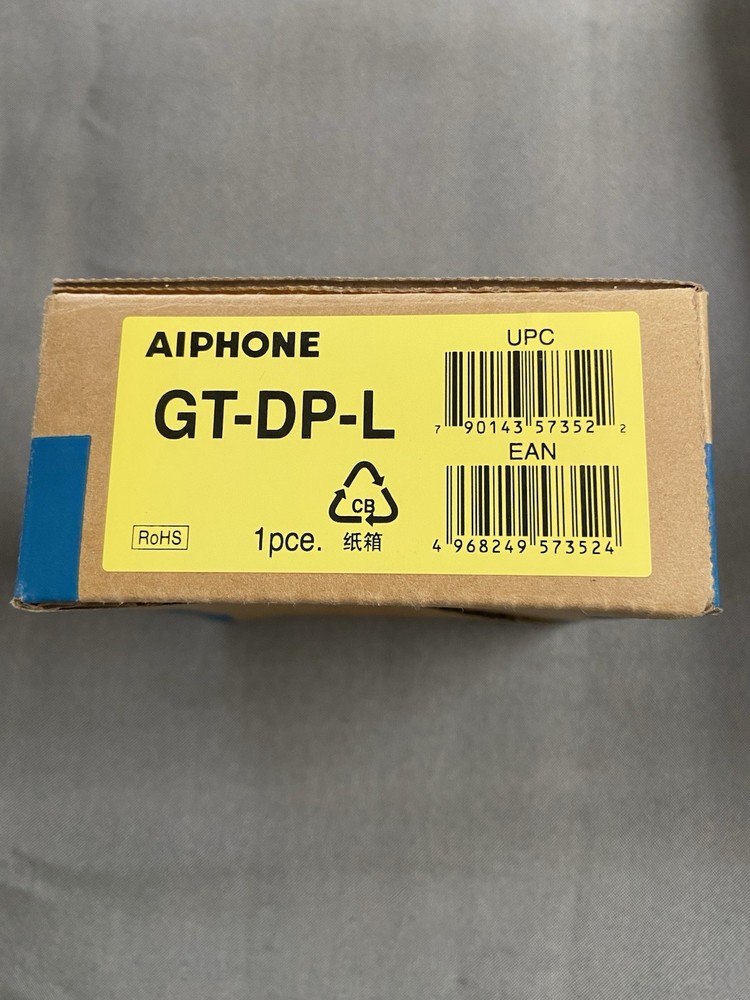 AIPHONE
GT-DP-L
RoHS
1pce.
CB
纸箱
UPC
7 90143 57352 2
EAN
4 968249 573524